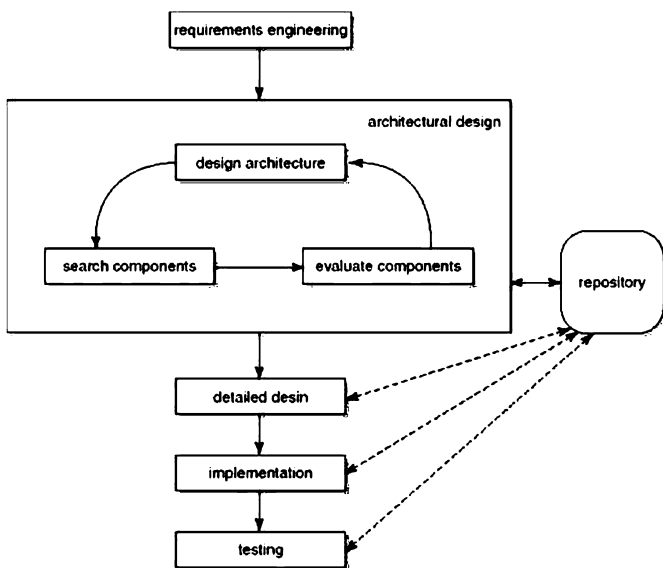 requirements engineering
architectural design
design architecture
search components
evaluate components
repository
detailed desin
implementation
testing